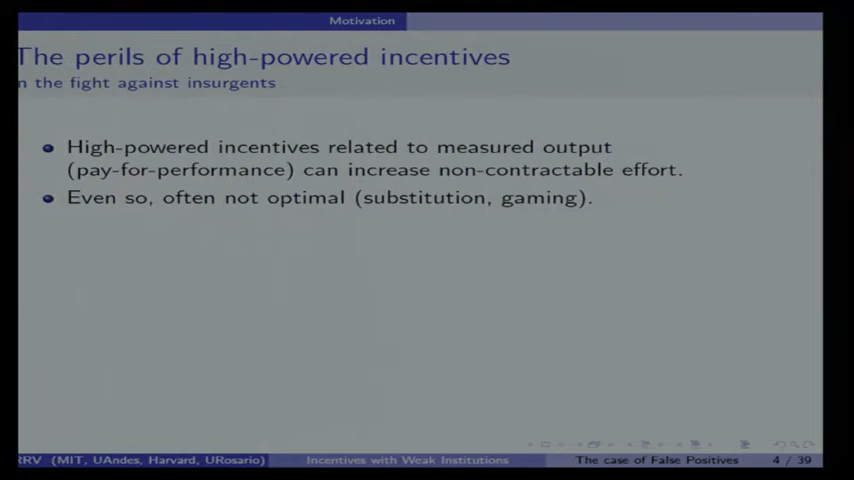 Motivation
The perils of high-powered incentives
n the fight against insurgents
High-powered incentives related to measured output
(pay-for-performance) can increase non-contractable effort.
Even so, often not optimal (substitution, gaming).
RRV (MIT, UAndes, Harvard, URosario)
Incentives with Weak Institutions
The case of False Positives
4 / 39